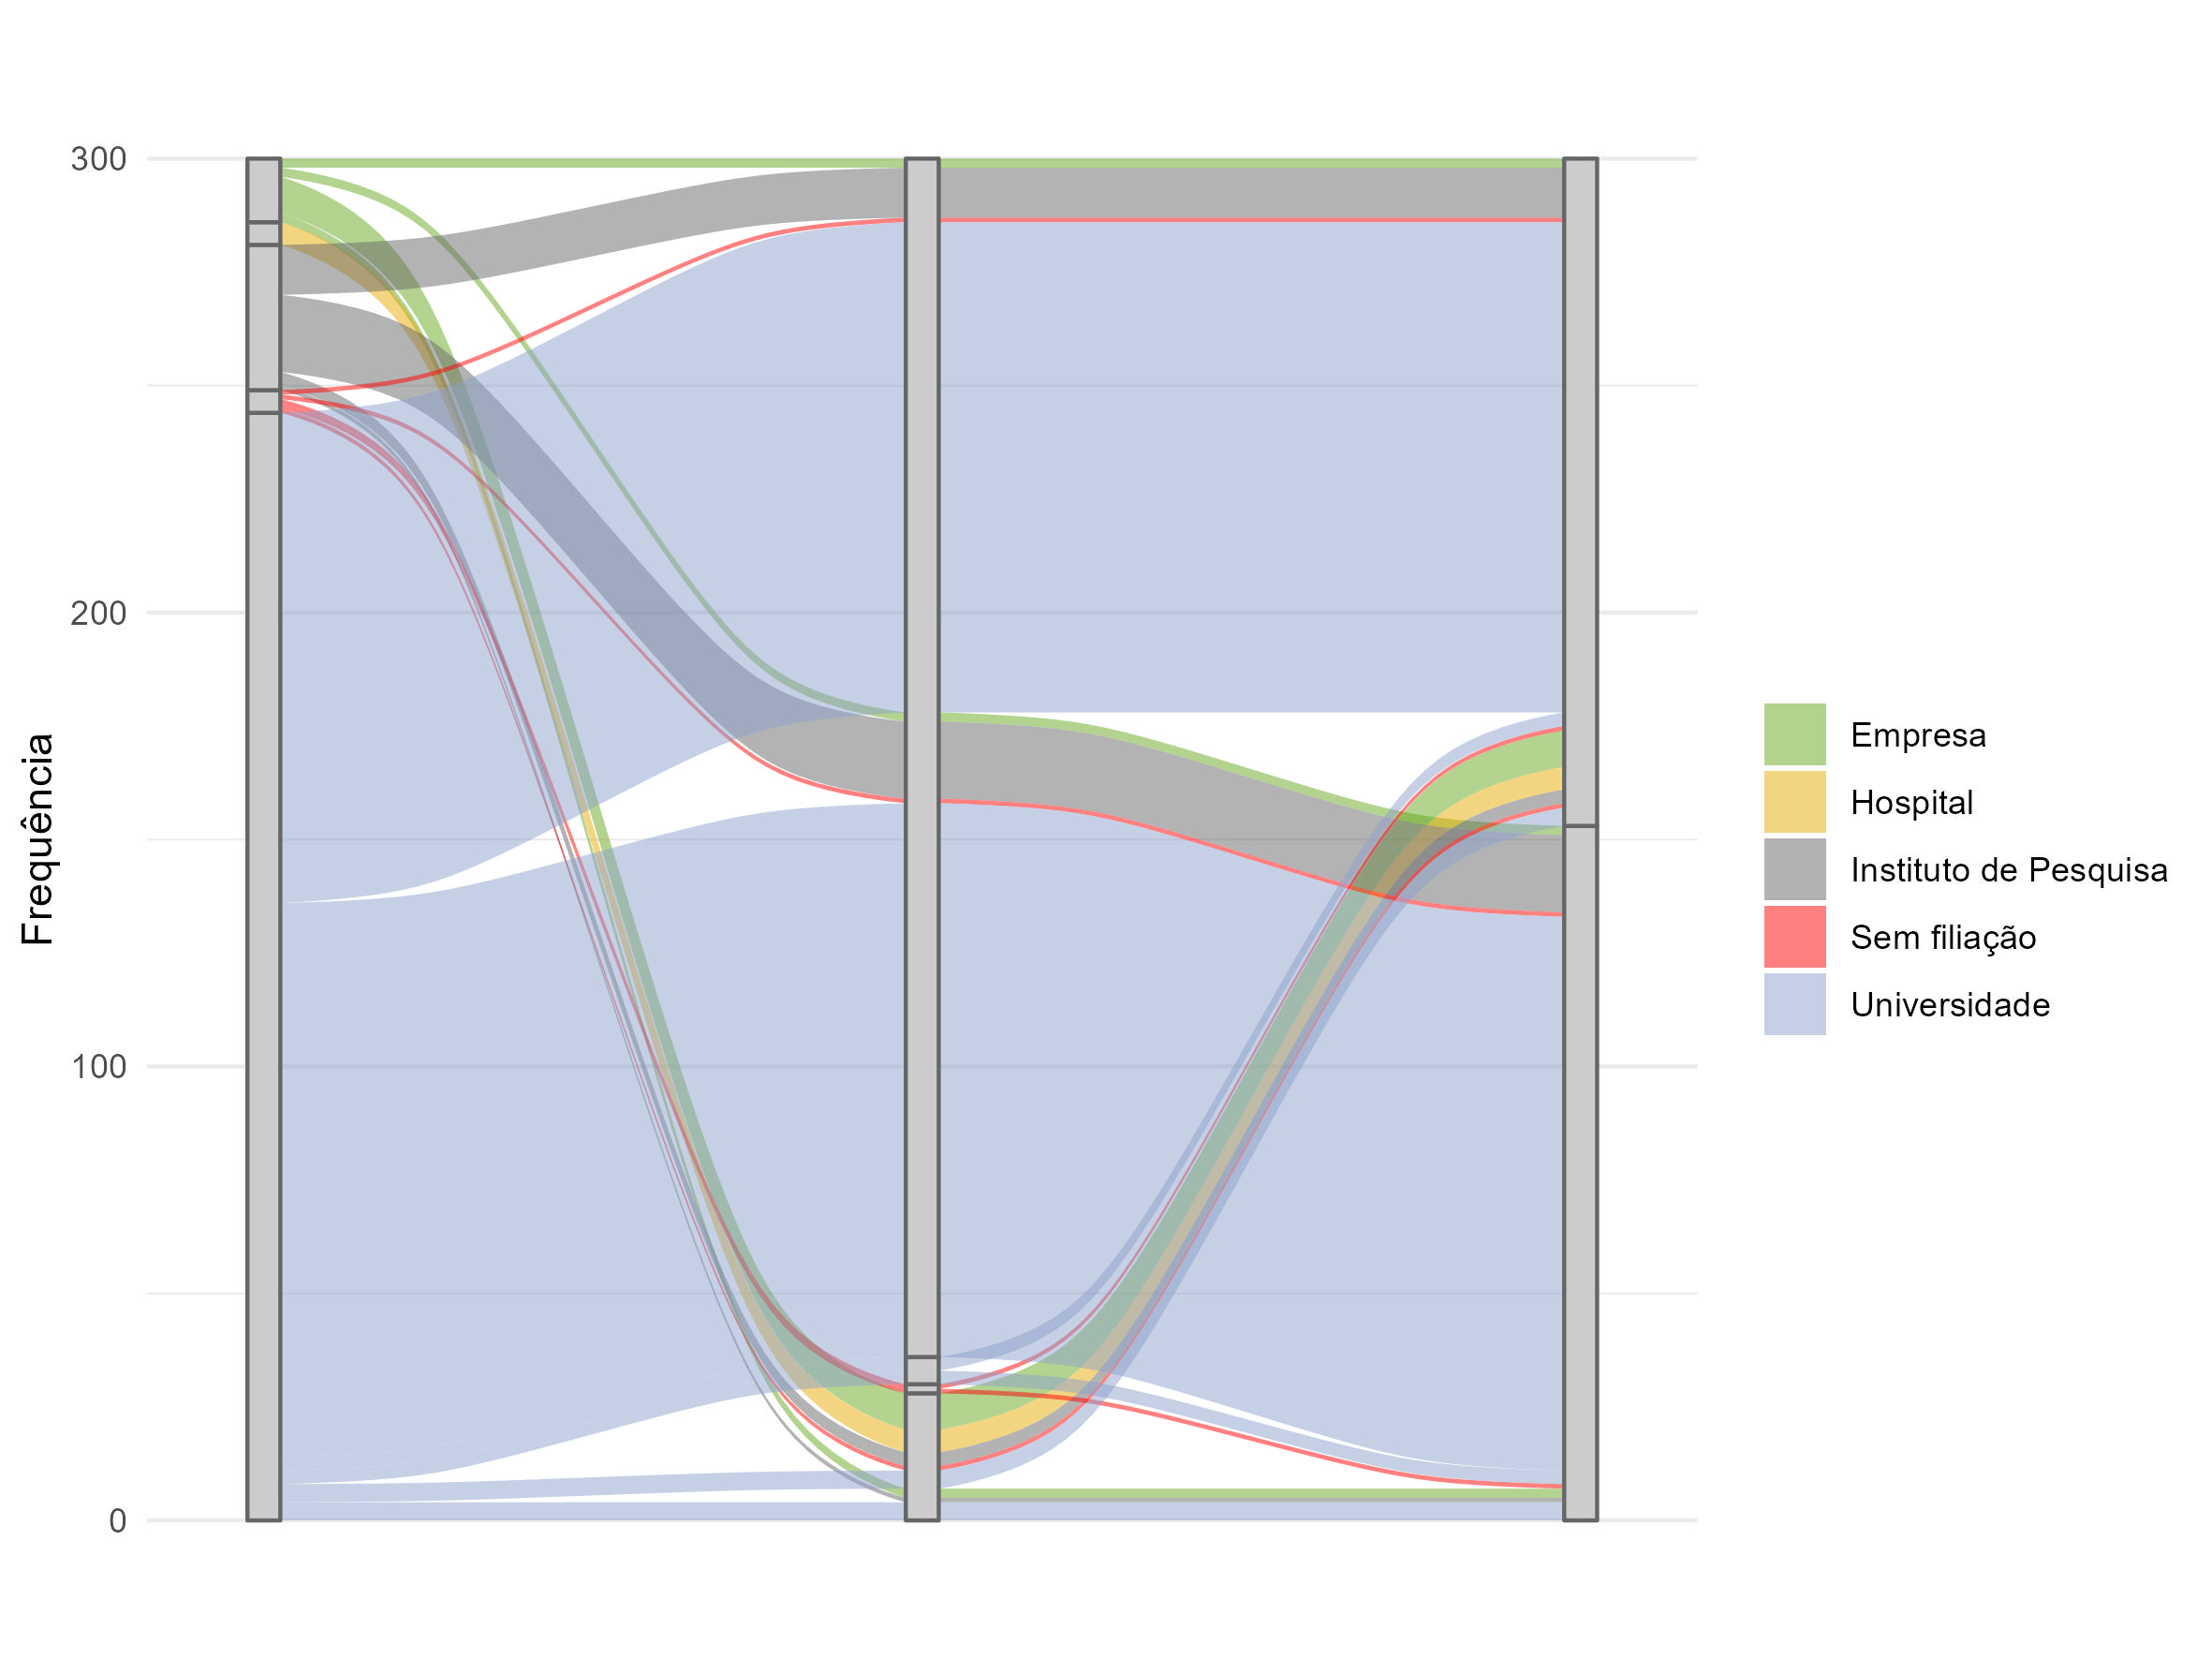 Frequência
300
200
100
0
Empresa
Hospital
Instituto de Pesquisa
Sem filiação
Universidade